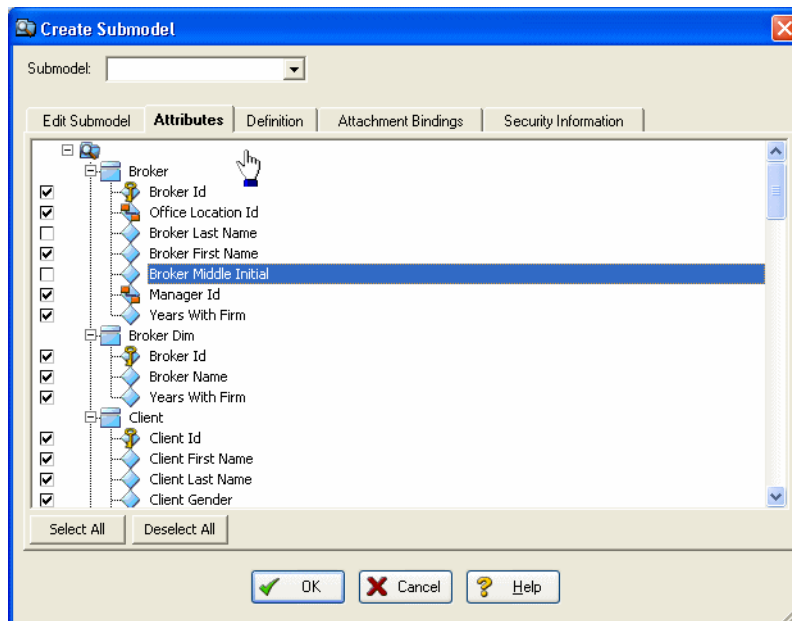 Create Submodel
Submodel:
Edit Submodel Attributes Definition Attachment Bindings Security Information
Broker
Broker Id
Office Location Id
Broker Last Name
Broker First Name
Broker Middle Initial
Manager Id
Years With Firm
Broker Dim
Broker Id
Broker Name
Years With Firm
Client
Client Id
Client First Name
Client Last Name
Client Gender
Select All Deselect All
OK Cancel Help